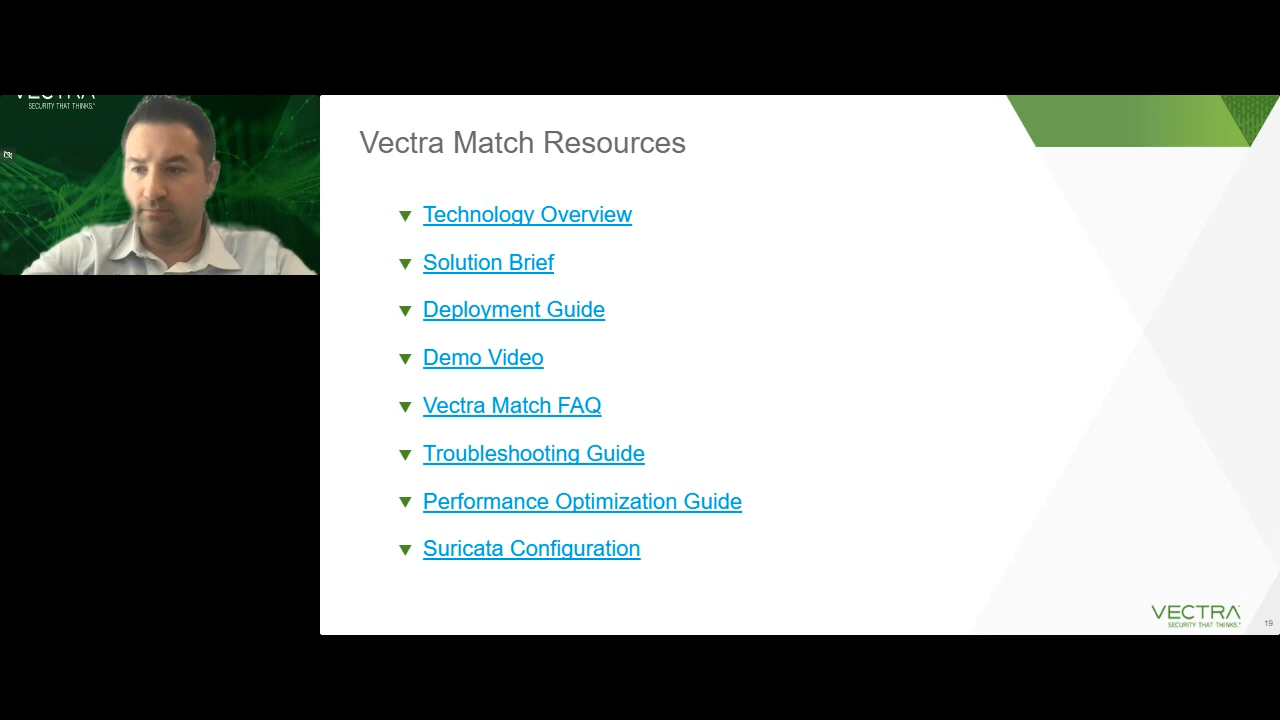 VECTRA
SECURITY THAT THINKS.®
Vectra Match Resources
Technology Overview
Solution Brief
Deployment Guide
Demo Video
Vectra Match FAQ
Troubleshooting Guide
Performance Optimization Guide
Suricata Configuration
VECTRA
SECURITY THAT THINKS.®
19